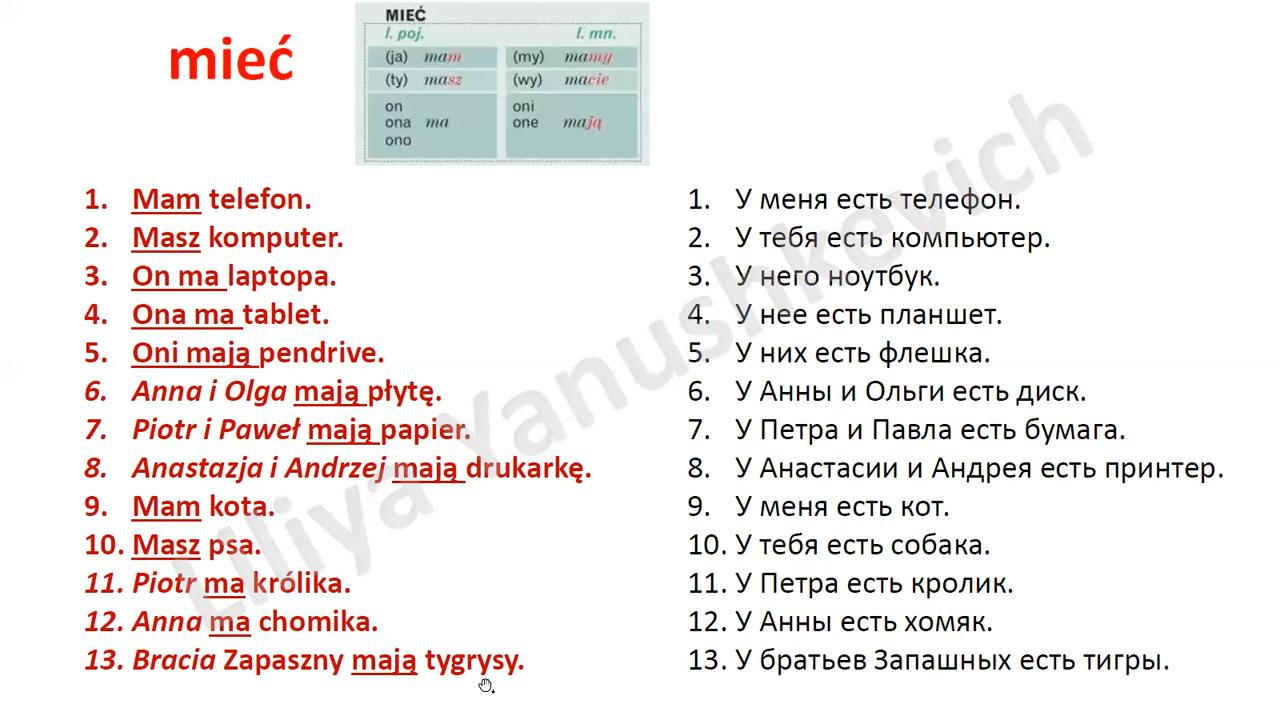 mieć
MIEĆ
l. poj. l. mn.
(ja) mam (my) mamy
(ty) masz (wy) macie
on oni
ona ma one mają
ono
1. Mam telefon.
2. Masz komputer.
3. On ma laptopa.
4. Ona ma tablet.
5. Oni mają pendrive.
6. Anna i Olga mają płytę.
7. Piotr i Paweł mają papier.
8. Anastazja i Andrzej mają drukarkę.
9. Mam kota.
10. Masz psa.
11. Piotr ma królika.
12. Anna ma chomika.
13. Bracia Zapaszny mają tygrysy.
1. У меня есть телефон.
2. У тебя есть компьютер.
3. У него ноутбук.
4. У нее есть планшет.
5. У них есть флешка.
6. У Анны и Ольги есть диск.
7. У Петра и Павла есть бумага.
8. У Анастасии и Андрея есть принтер.
9. У меня есть кот.
10. У тебя есть собака.
11. У Петра есть кролик.
12. У Анны есть хомяк.
13. У братьев Запашных есть тигры.
Liliya Yanushkevich